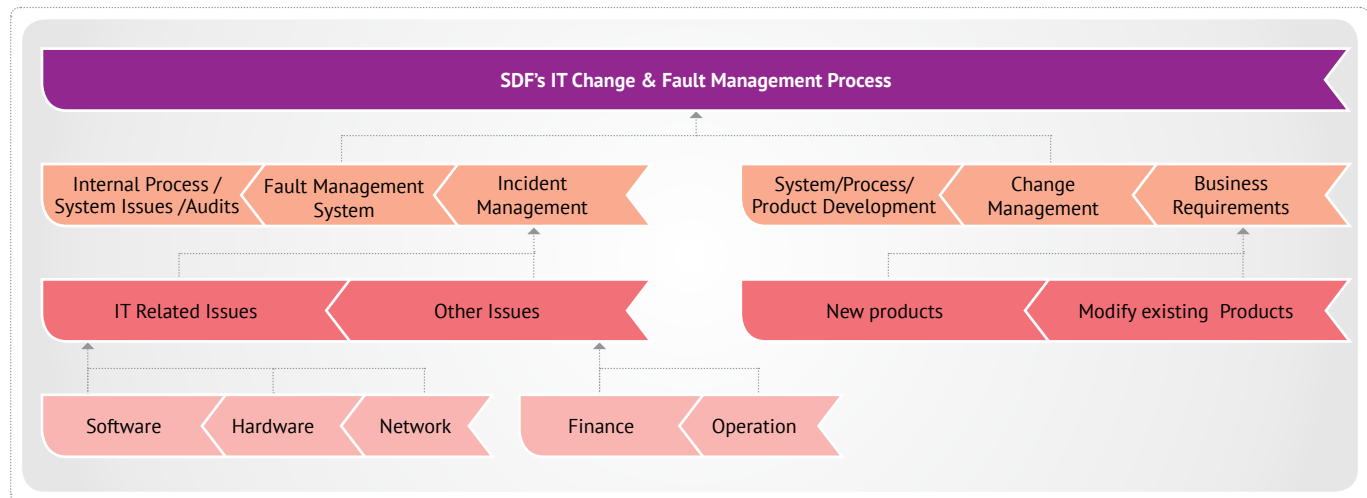 SDF's IT Change & Fault Management Process
Internal Process /
System Issues /Audits
Fault Management
System
Incident
Management
System/Process/
Product Development
Change
Management
Business
Requirements
IT Related Issues
Other Issues
New products
Modify existing Products
Software
Hardware
Network
Finance
Operation